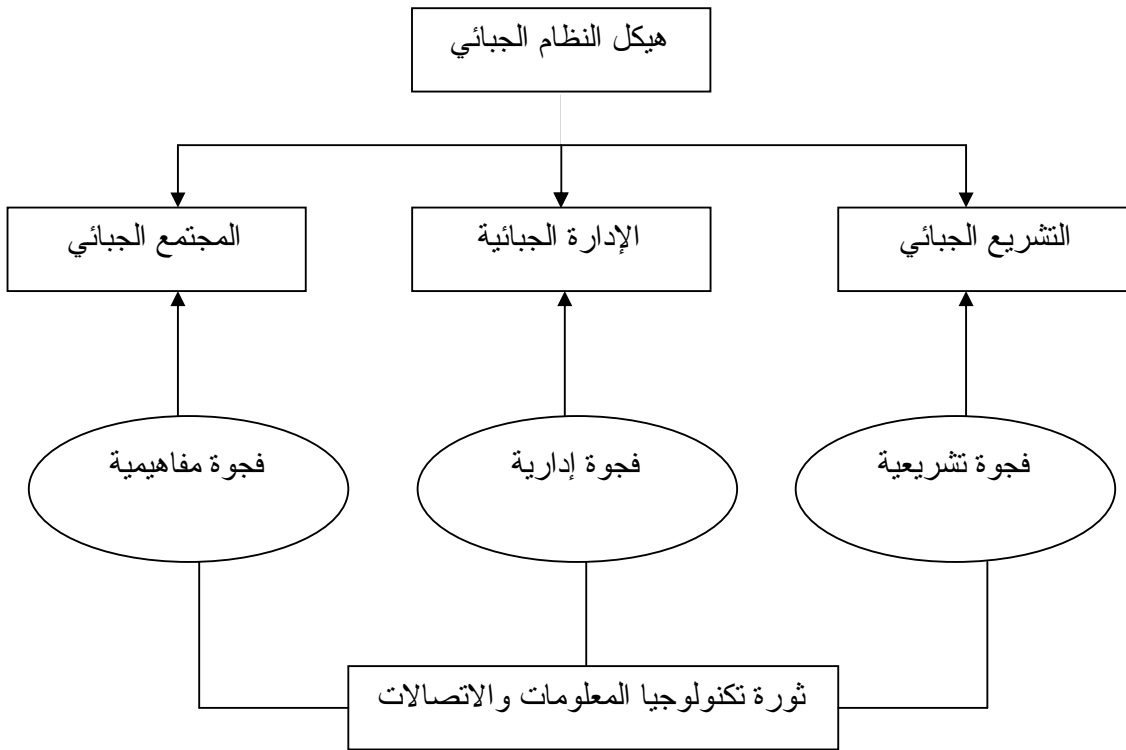 هيكل النظام الجبائي
التشريع الجبائي
الإدارة الجبائية
المجتمع الجبائي
فجوة تشريعية
فجوة إدارية
فجوة مفاهيمية
ثورة تكنولوجيا المعلومات والاتصالات